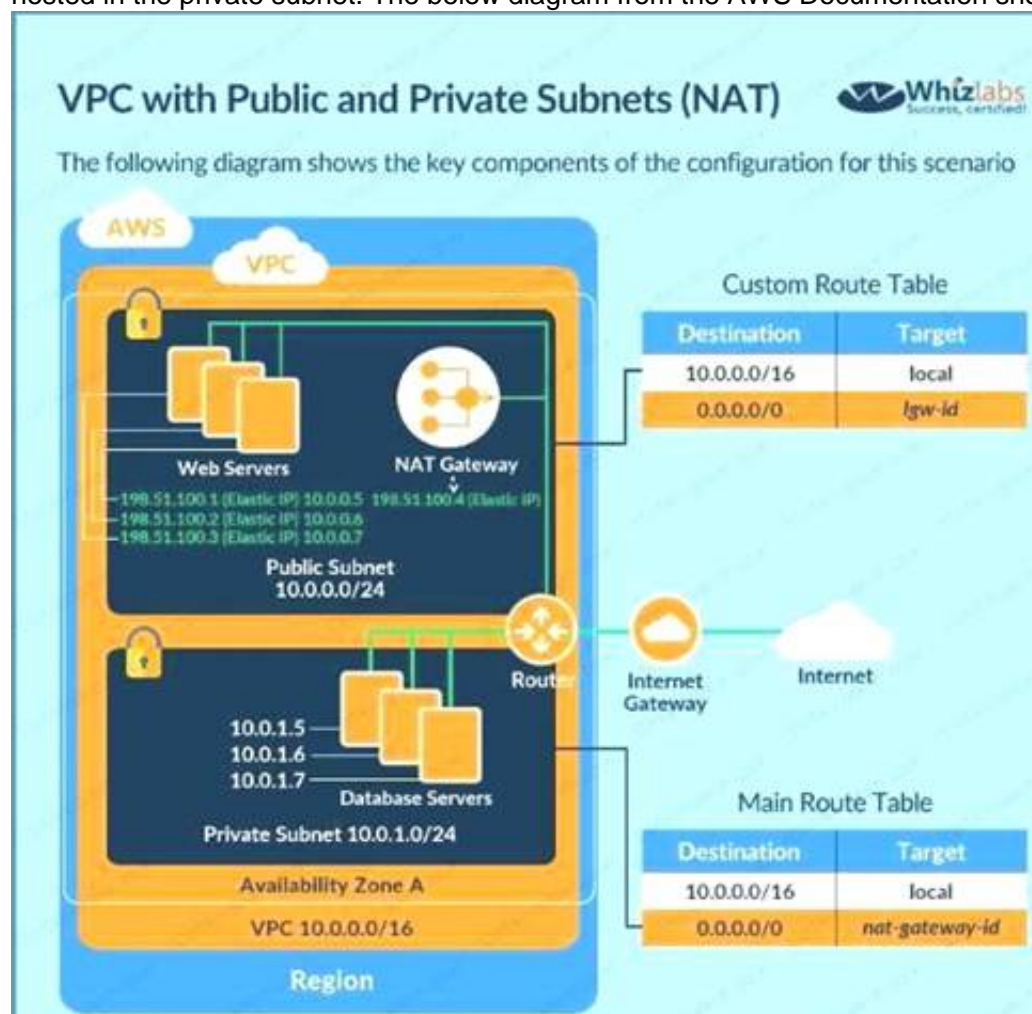 hosted in the private subnet. The below diagram from the AWS Documentation
VPC with Public and Private Subnets (NAT)
Whizlabs
Success, certified!
The following diagram shows the key components of the configuration for this scenario
AWS
VPC
Custom Route Table
Destination Target
10.0.0.0/16 local
0.0.0.0/0 lgw-id
Web Servers
NAT Gateway
198.51.100.1 (Elastic IP) 10.0.0.5 198.51.100.4 (Elastic IP)
198.51.100.2 (Elastic IP) 10.0.0.6
198.51.100.3 (Elastic IP) 10.0.0.7
Public Subnet
10.0.0.0/24
Router
Internet
Gateway
Internet
10.0.1.5
10.0.1.6
10.0.1.7
Database Servers
Private Subnet 10.0.1.0/24
Main Route Table
Destination Target
10.0.0.0/16 local
0.0.0.0/0 nat-gateway-id
Availability Zone A
VPC 10.0.0.0/16
Region